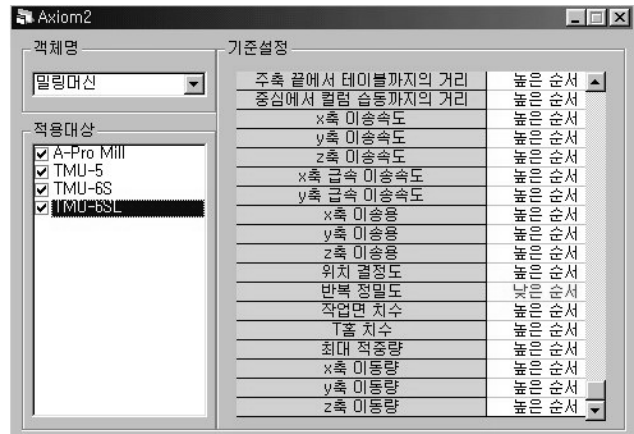 Axiom2
객체명
밀링머신
적용대상
A-Pro Mill
TMU-5
TMU-6S
TMU-6SL
기준설정
주축 끝에서 테이블까지의 거리 높은 순서
중심에서 컬럼 습동까지의 거리 높은 순서
x축 이송속도 높은 순서
y축 이송속도 높은 순서
z축 이송속도 높은 순서
x축 급속 이송속도 높은 순서
y축 급속 이송속도 높은 순서
x축 이송용 높은 순서
y축 이송용 높은 순서
z축 이송용 높은 순서
위치 결정도 높은 순서
반복 정밀도 낮은 순서
작업면 치수 높은 순서
T홈 치수 높은 순서
최대 적중량 높은 순서
x축 이동량 높은 순서
y축 이동량 높은 순서
z축 이동량 높은 순서